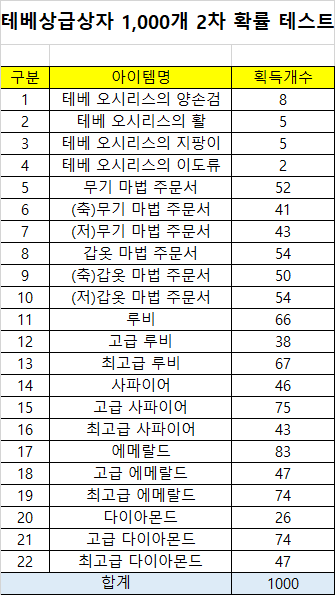 테베상급상자 1,000개 2차 확률 테스트
구분 아이템명 획득개수
1 테베 오시리스의 양손검 8
2 테베 오시리스의 활 5
3 테베 오시리스의 지팡이 5
4 테베 오시리스의 이도류 2
5 무기 마법 주문서 52
6 (축)무기 마법 주문서 41
7 (저)무기 마법 주문서 43
8 갑옷 마법 주문서 54
9 (축)갑옷 마법 주문서 50
10 (저)갑옷 마법 주문서 54
11 루비 66
12 고급 루비 38
13 최고급 루비 67
14 사파이어 46
15 고급 사파이어 75
16 최고급 사파이어 43
17 에메랄드 83
18 고급 에메랄드 47
19 최고급 에메랄드 74
20 다이아몬드 26
21 고급 다이아몬드 74
22 최고급 다이아몬드 47
합계 1000